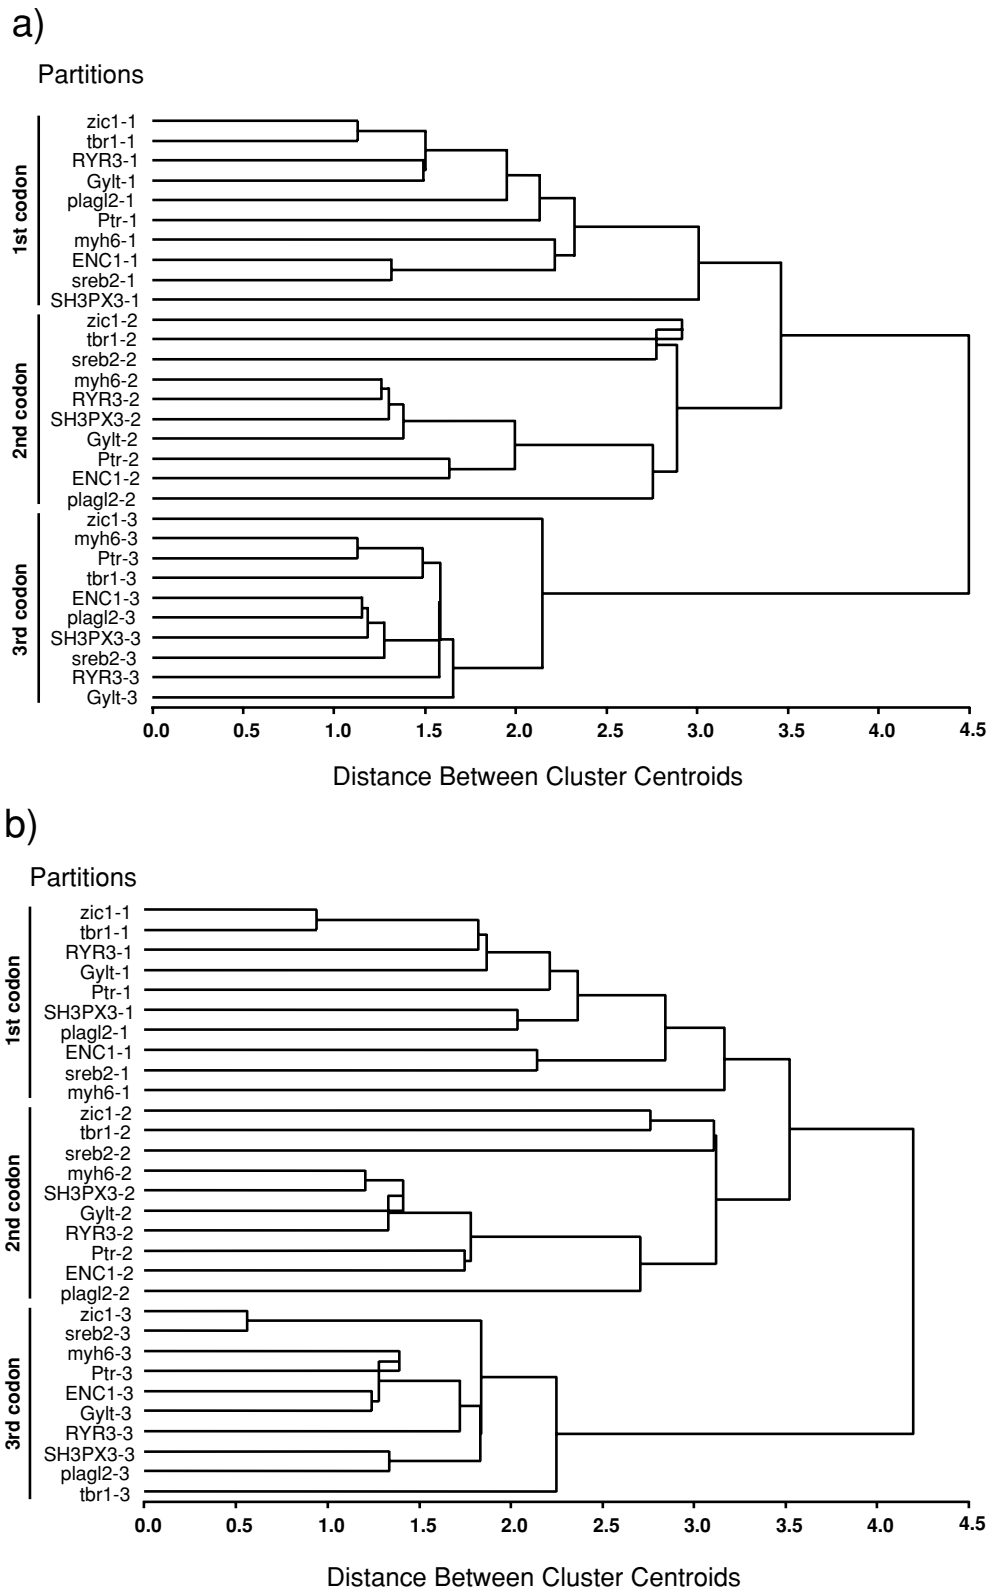 a)
Partitions
1st codon
zic1-1
tbr1-1
RYR3-1
Gylt-1
plagl2-1
Ptr-1
myh6-1
ENC1-1
sreb2-1
SH3PX3-1
2nd codon
zic1-2
tbr1-2
sreb2-2
myh6-2
RYR3-2
SH3PX3-2
Gylt-2
Ptr-2
ENC1-2
plagl2-2
3rd codon
zic1-3
myh6-3
Ptr-3
tbr1-3
ENC1-3
plagl2-3
SH3PX3-3
sreb2-3
RYR3-3
Gylt-3
0.0 0.5 1.0 1.5 2.0 2.5 3.0 3.5 4.0 4.5
Distance Between Cluster Centroids
b)
Partitions
1st codon
zic1-1
tbr1-1
RYR3-1
Gylt-1
Ptr-1
SH3PX3-1
plagl2-1
ENC1-1
sreb2-1
myh6-1
2nd codon
zic1-2
tbr1-2
sreb2-2
myh6-2
SH3PX3-2
Gylt-2
RYR3-2
Ptr-2
ENC1-2
plagl2-2
3rd codon
zic1-3
sreb2-3
myh6-3
Ptr-3
ENC1-3
Gylt-3
RYR3-3
SH3PX3-3
plagl2-3
tbr1-3
0.0 0.5 1.0 1.5 2.0 2.5 3.0 3.5 4.0 4.5
Distance Between Cluster Centroids